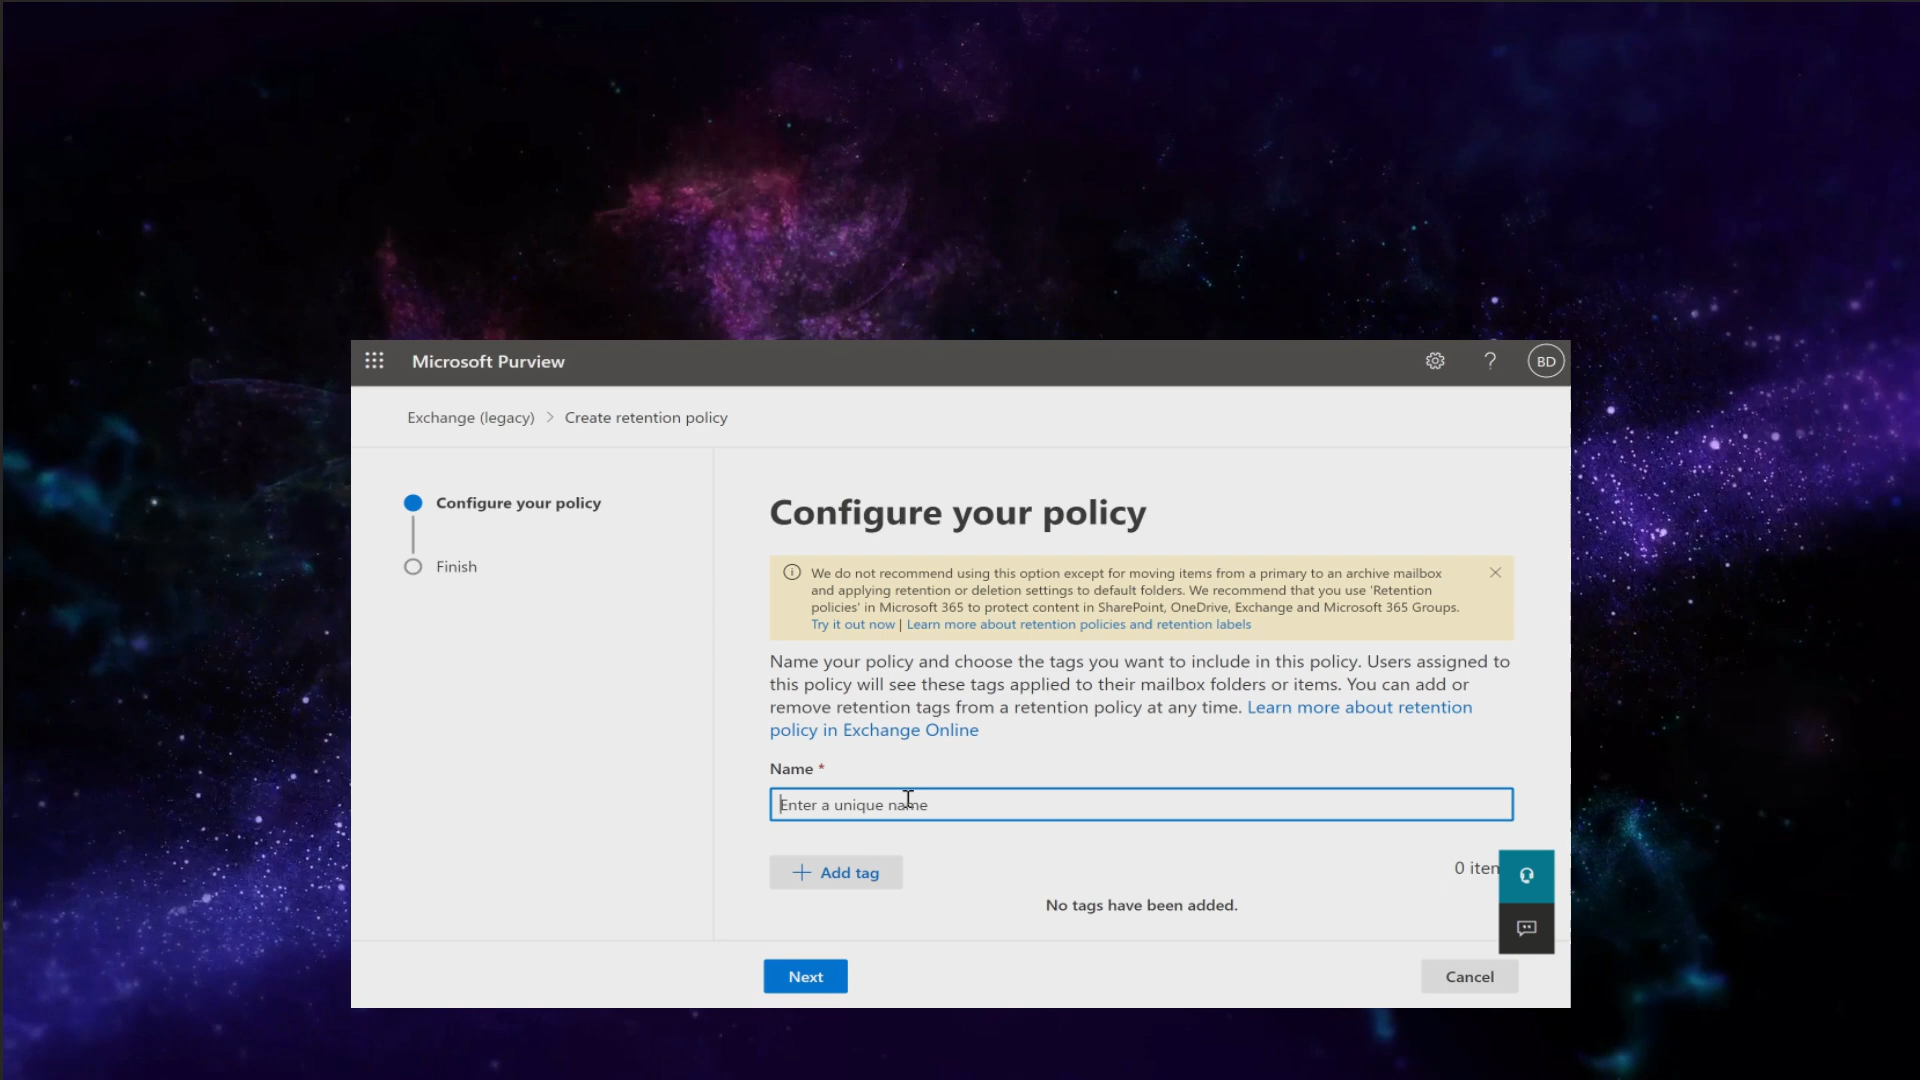 Microsoft Purview
?
BD
Exchange (legacy) > Create retention policy
Configure your policy
Finish
Configure your policy
We do not recommend using this option except for moving items from a primary to an archive mailbox
and applying retention or deletion settings to default folders. We recommend that you use 'Retention
policies' in Microsoft 365 to protect content in SharePoint, OneDrive, Exchange and Microsoft 365 Groups.
Try it out now | Learn more about retention policies and retention labels
Name your policy and choose the tags you want to include in this policy. Users assigned to
this policy will see these tags applied to their mailbox folders or items. You can add or
remove retention tags from a retention policy at any time. Learn more about retention
policy in Exchange Online
Name *
Enter a unique name
+ Add tag
0 iten
No tags have been added.
Next
Cancel